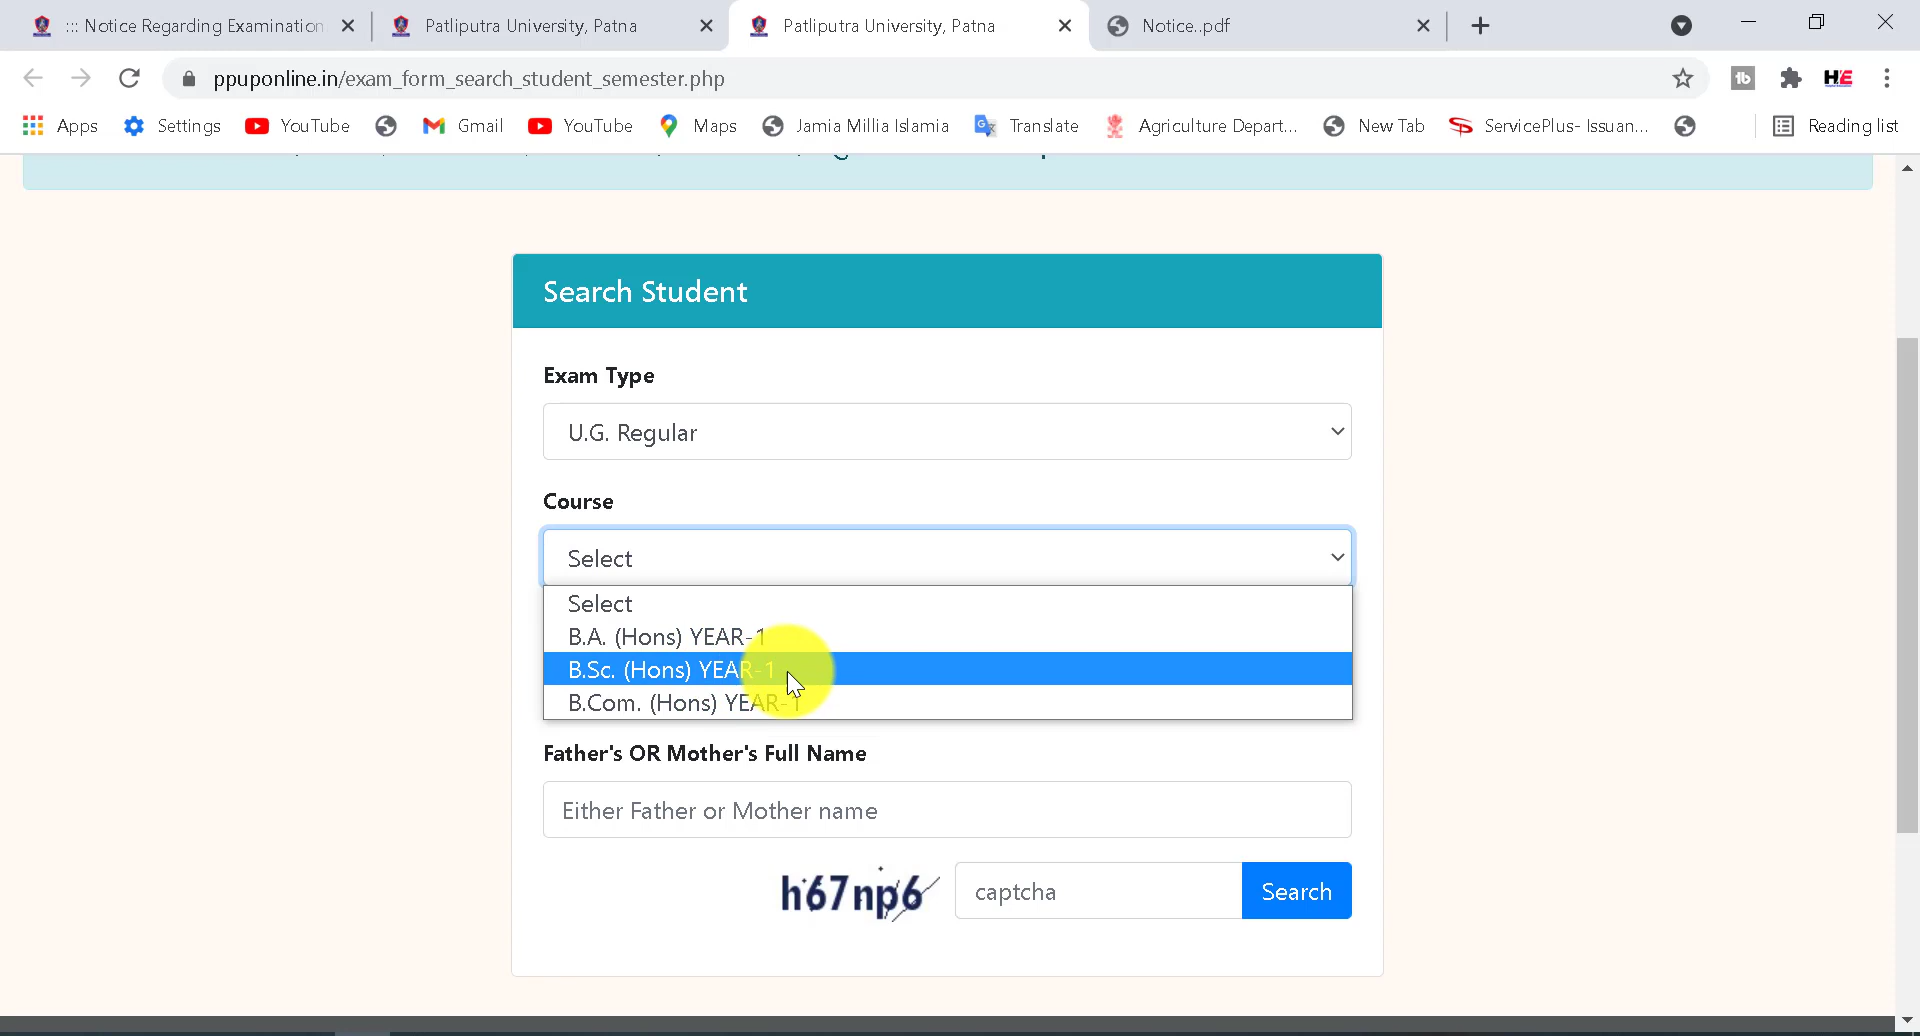 ::: Notice Regarding Examination
Patliputra University, Patna
Patliputra University, Patna
Notice..pdf
ppuponline.in/exam_form_search_student_semester.php
Apps
Settings
YouTube
Gmail
YouTube
Maps
Jamia Millia Islamia
Translate
Agriculture Depart...
New Tab
ServicePlus- Issuan...
Reading list
Search Student
Exam Type
U.G. Regular
Course
Select
Select
B.A. (Hons) YEAR-1
B.Sc. (Hons) YEAR-1
B.Com. (Hons) YEAR-1
Father's OR Mother's Full Name
Either Father or Mother name
h67np6
captcha
Search